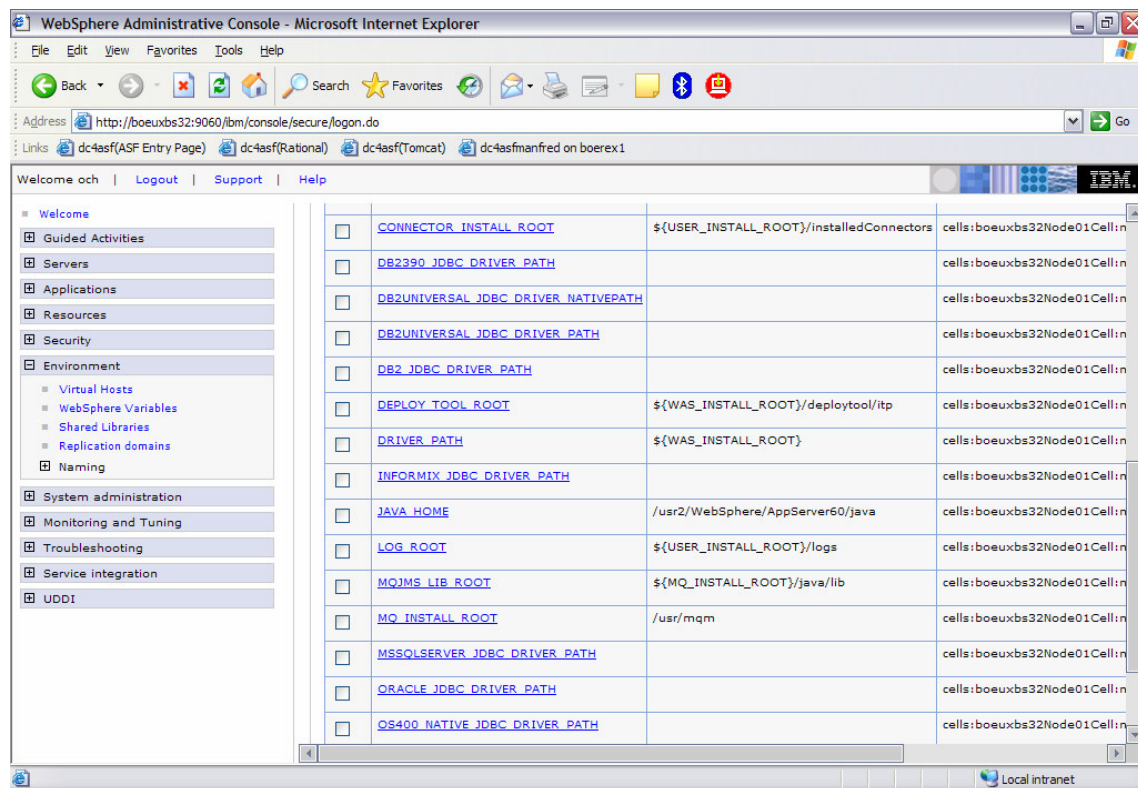 WebSphere Administrative Console - Microsoft Internet Explorer
File Edit View Favorites Tools Help
Back Search Favorites
Address http://boeuxbs32:9060/ibm/console/secure/logon.do Go
Links dc4asf(ASF Entry Page) dc4asf(Rational) dc4asf(Tomcat) dc4asfmanfred on boerex1
Welcome och | Logout | Support | Help IBM.
Welcome
Guided Activities
Servers
Applications
Resources
Security
Environment
Virtual Hosts
WebSphere Variables
Shared Libraries
Replication domains
Naming
System administration
Monitoring and Tuning
Troubleshooting
Service integration
UDDI
CONNECTOR_INSTALL_ROOT ${USER_INSTALL_ROOT}/installedConnectors cells:boeuxbs32Node01Cell:n
DB2390_JDBC_DRIVER_PATH cells:boeuxbs32Node01Cell:n
DB2UNIVERSAL_JDBC_DRIVER_NATIVEPATH cells:boeuxbs32Node01Cell:n
DB2UNIVERSAL_JDBC_DRIVER_PATH cells:boeuxbs32Node01Cell:n
DB2_JDBC_DRIVER_PATH cells:boeuxbs32Node01Cell:n
DEPLOY_TOOL_ROOT ${WAS_INSTALL_ROOT}/deploytool/itp cells:boeuxbs32Node01Cell:n
DRIVER_PATH ${WAS_INSTALL_ROOT} cells:boeuxbs32Node01Cell:n
INFORMIX_JDBC_DRIVER_PATH cells:boeuxbs32Node01Cell:n
JAVA_HOME /usr2/WebSphere/AppServer60/java cells:boeuxbs32Node01Cell:n
LOG_ROOT ${USER_INSTALL_ROOT}/logs cells:boeuxbs32Node01Cell:n
MQJMS_LIB_ROOT ${MQ_INSTALL_ROOT}/java/lib cells:boeuxbs32Node01Cell:n
MQ_INSTALL_ROOT /usr/mqm cells:boeuxbs32Node01Cell:n
MSSQLSERVER_JDBC_DRIVER_PATH cells:boeuxbs32Node01Cell:n
ORACLE_JDBC_DRIVER_PATH cells:boeuxbs32Node01Cell:n
OS400_NATIVE_JDBC_DRIVER_PATH cells:boeuxbs32Node01Cell:n
Local intranet